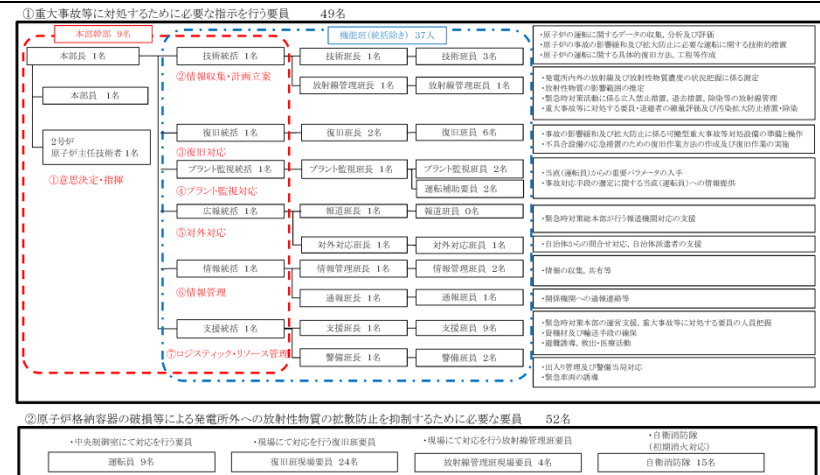 ①重大事故等に対処するために必要な指示を行う要員　49名
本部幹部 9名
機能班(統括除き) 37人
本部長 1名
本部員 1名
2号炉
原子炉主任技術者 1名
①意思決定・指揮
技術統括 1名
②情報収集・計画立案
技術班長 1名
技術班員 3名
放射線管理班長 1名
放射線管理班員 1名
・原子炉の運転に関するデータの収集, 分析及び評価
・原子炉の事故の影響緩和及び拡大防止に必要な運転に関する技術的措置
・原子炉の運転に関する具体的復旧方法, 工程等作成
・発電所内外の放射線及び放射性物質濃度の状況把握に係る測定
・放射性物質の影響範囲の推定
・緊急時対策活動に係る立入禁止措置, 退去措置, 除染等の放射線管理
・重大事故等に対処する要員・退避者の線量評価及び汚染拡大防止措置・除染
復旧統括 1名
③復旧対応
復旧班長 2名
復旧班員 6名
・事故の影響緩和及び拡大防止に係る可搬型重大事故等対処設備の準備と操作
・不具合設備の応急措置のための復旧作業方法の作成及び復旧作業の実施
プラント監視統括 1名
④プラント監視対応
プラント監視班長 1名
プラント監視班員 2名
運転補助要員 2名
・当直(運転員)からの重要パラメータの入手
・事故対応手段の選定に関する当直(運転員)への情報提供
広報統括 1名
⑤対外対応
報道班長 1名
報道班員 0名
・緊急時対策総本部が行う報道機関対応の支援
対外対応班長 1名
対外対応班員 1名
・自治体からの問合せ対応, 自治体派遣者の支援
情報統括 1名
⑥情報管理
情報管理班長 1名
情報管理班員 2名
・情報の収集, 共有等
通報班長 1名
通報班員 1名
・関係機関への通報連絡等
支援統括 1名
⑦ロジスティック・リソース管理
支援班長 1名
支援班員 9名
・緊急時対策本部の運営支援, 重大事故等に対処する要員の人員把握
・資機材及び輸送手段の確保
・避難誘導, 救出・医療活動
警備班長 1名
警備班員 2名
・出入り管理及び警備当局対応
・緊急車両の誘導
②原子炉格納容器の破損等による発電所外への放射性物質の拡散防止を抑制するために必要な要員　52名
・中央制御室にて対応を行う要員
運転員 9名
・現場にて対応を行う復旧班要員
復旧班現場要員 24名
・現場にて対応を行う放射線管理班要員
放射線管理班現場要員 4名
・自衛消防隊
(初期消火対応)
自衛消防隊 15名